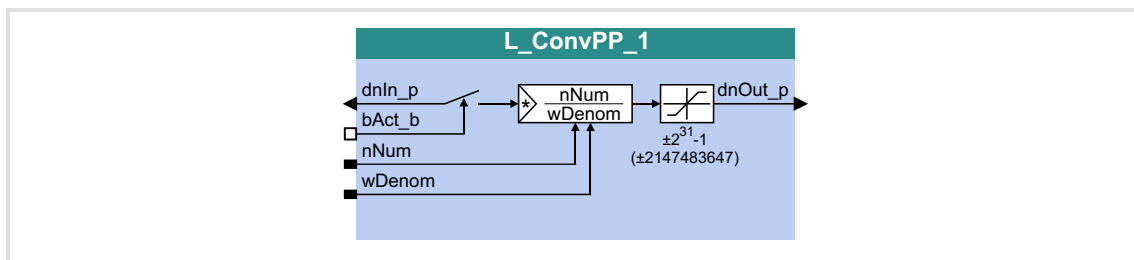 L_ConvPP_1
dnIn_p
bAct_b
nNum
wDenom
*
nNum
wDenom
dnOut_p
±2³¹-1
(±2147483647)